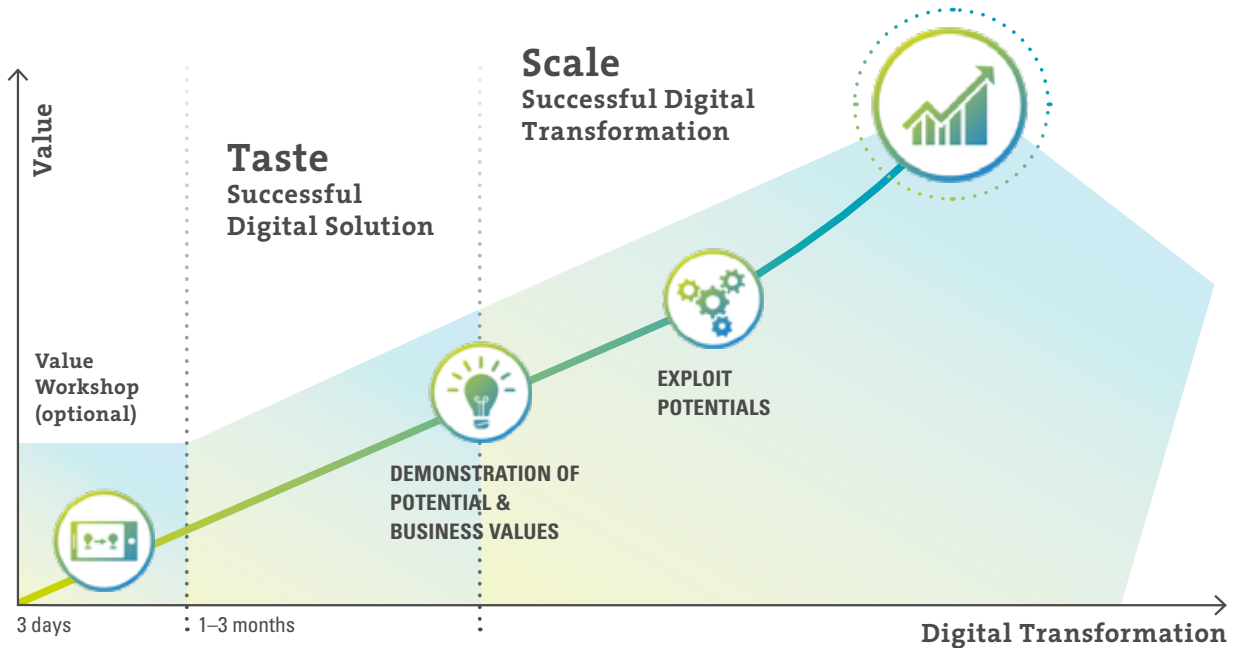 Value
Scale
Successful Digital
Transformation
Taste
Successful
Digital Solution
Value
Workshop
(optional)
EXPLOIT
POTENTIALS
DEMONSTRATION OF
POTENTIAL &
BUSINESS VALUES
3 days
1–3 months
Digital Transformation